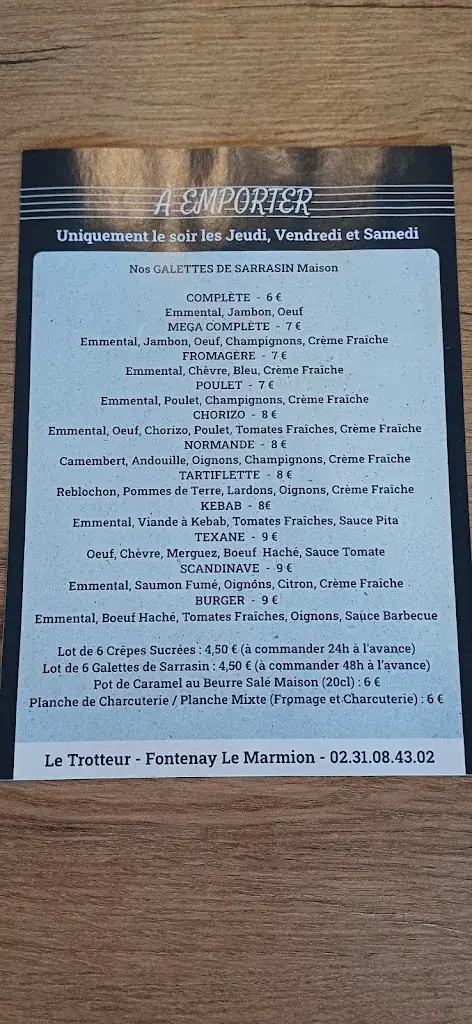 À EMPORTER
Uniquement le soir les Jeudi, Vendredi et Samedi
Nos GALETTES DE SARRASIN Maison
COMPLÈTE - 6 €
Emmental, Jambon, Oeuf
MEGA COMPLÈTE - 7 €
Emmental, Jambon, Oeuf, Champignons, Crème Fraîche
FROMAGÈRE - 7 €
Emmental, Chèvre, Bleu, Crème Fraîche
POULET - 7 €
Emmental, Poulet, Champignons, Crème Fraîche
CHORIZO - 8 €
Emmental, Oeuf, Chorizo, Poulet, Tomates Fraîches, Crème Fraîche
NORMANDE - 8 €
Camembert, Andouille, Oignons, Champignons, Crème Fraîche
TARTIFLETTE - 8 €
Reblochon, Pommes de Terre, Lardons, Oignons, Crème Fraîche
KEBAB - 8€
Emmental, Viande à Kebab, Tomates Fraîches, Sauce Pita
TEXANE - 9 €
Oeuf, Chèvre, Merguez, Boeuf Haché, Sauce Tomate
SCANDINAVE - 9 €
Emmental, Saumon Fumé, Oignons, Citron, Crème Fraîche
BURGER - 9 €
Emmental, Boeuf Haché, Tomates Fraîches, Oignons, Sauce Barbecue
Lot de 6 Crêpes Sucrées : 4,50 € (à commander 24h à l'avance)
Lot de 6 Galettes de Sarrasin : 4,50 € (à commander 48h à l'avance)
Pot de Caramel au Beurre Salé Maison (20cl) : 6 €
Planche de Charcuterie / Planche Mixte (Fromage et Charcuterie) : 6 €
Le Trotteur - Fontenay Le Marmion - 02.31.08.43.02